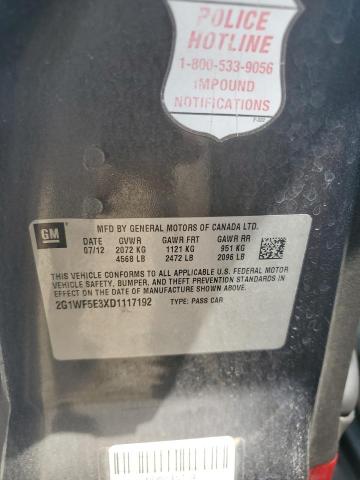 POLICE
HOTLINE
1-800-533-9056
IMPOUND
NOTIFICATIONS
GM
MFD BY GENERAL MOTORS OF CANADA LTD.
DATE GVWR GAWR FRT GAWR RR
07/12 2072 KG 1121 KG 951 KG
4568 LB 2472 LB 2096 LB
THIS VEHICLE CONFORMS TO ALL APPLICABLE U.S. FEDERAL MOTOR
VEHICLE SAFETY, BUMPER, AND THEFT PREVENTION STANDARDS
IN EFFECT ON THE DATE OF MANUFACTURE SHOWN ABOVE.
2G1WF5E3XD1117192 TYPE: PASS CAR